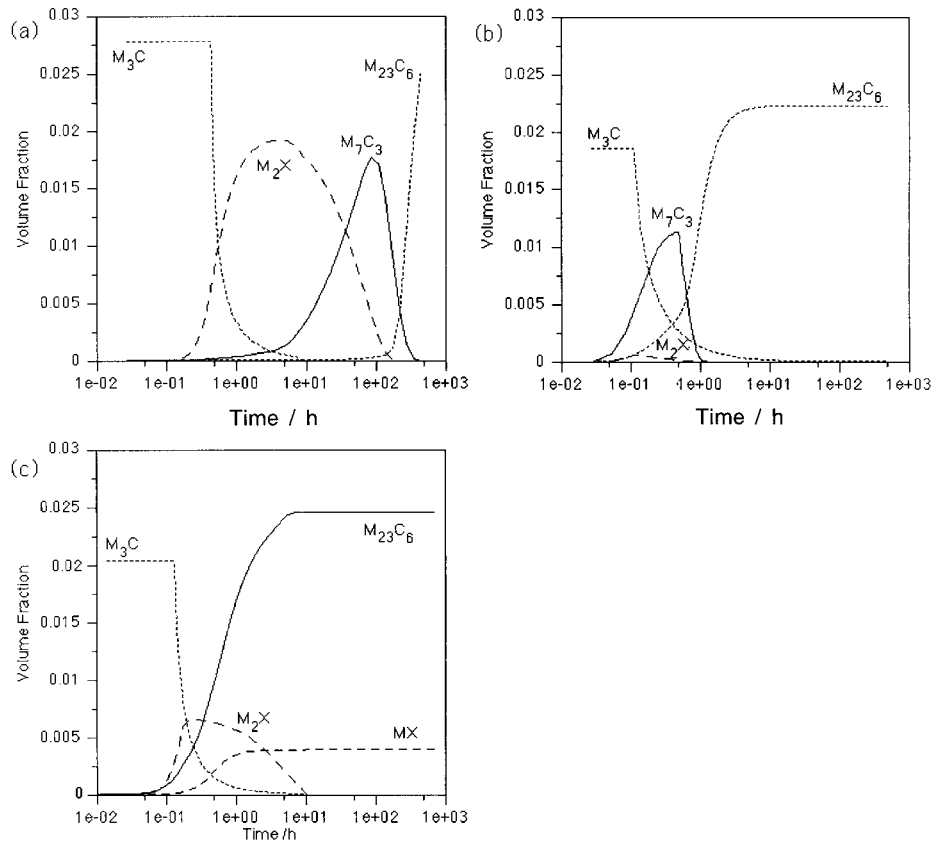 (a)
0.03
0.025
0.02
0.015
0.01
0.005
0
Volume Fraction
M3C
M2X
M7C3
M23C6
1e-02 1e-01 1e+00 1e+01 1e+02 1e+03
Time / h
(b)
0.03
0.025
0.02
0.015
0.01
0.005
0
Volume Fraction
M3C
M7C3
M2X
M23C6
1e-02 1e-01 1e+00 1e+01 1e+02 1e+03
Time / h
(c)
0.03
0.025
0.02
0.015
0.01
0.005
0
Volume Fraction
M3C
M23C6
M2X
MX
1e-02 1e-01 1e+00 1e+01 1e+02 1e+03
Time /h